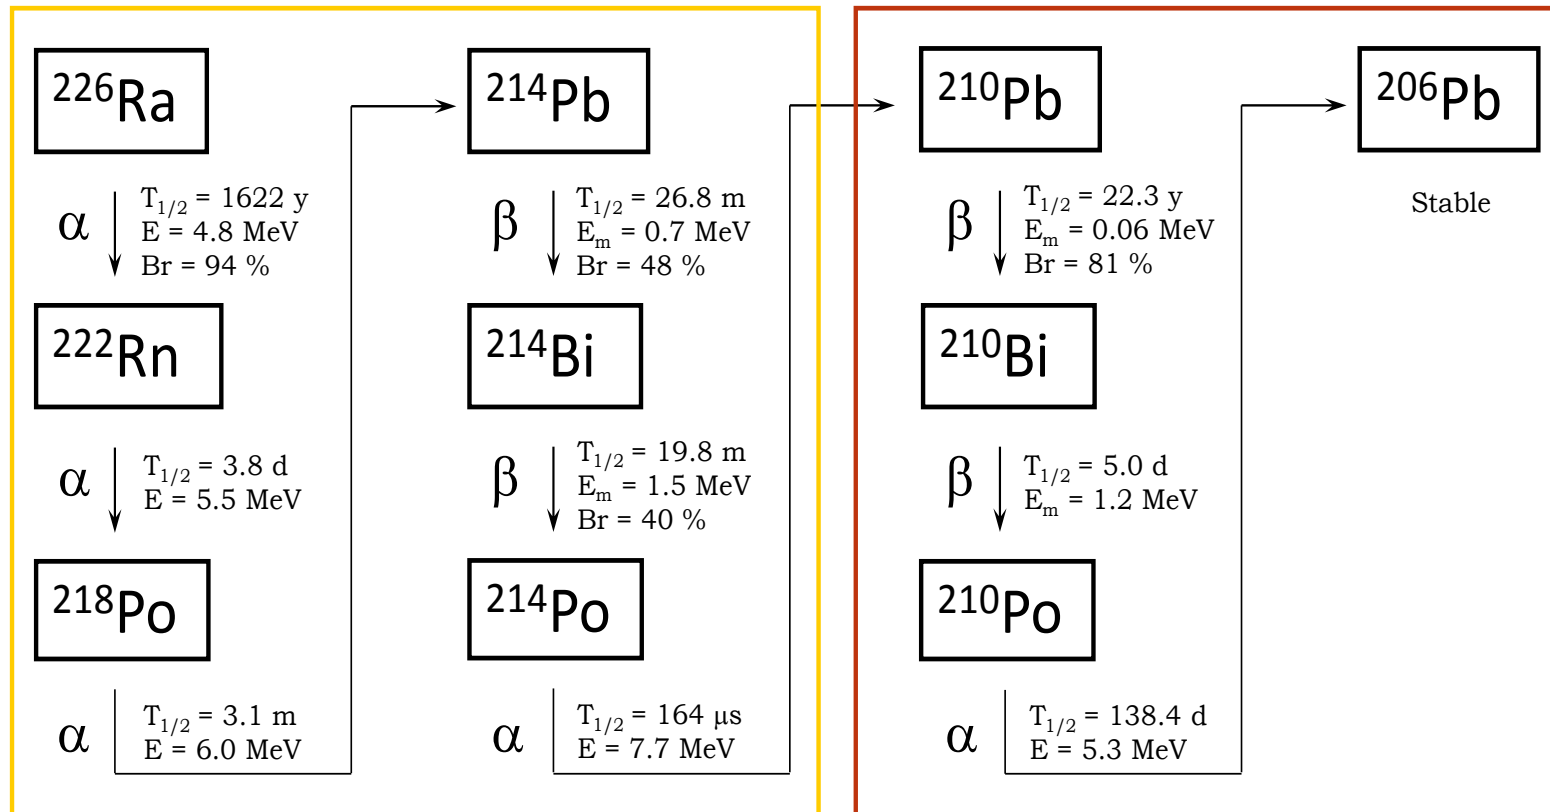 ²²⁶Ra
α
T₁/₂ = 1622 y
E = 4.8 MeV
Br = 94 %
²²²Rn
α
T₁/₂ = 3.8 d
E = 5.5 MeV
²¹⁸Po
α
T₁/₂ = 3.1 m
E = 6.0 MeV
²¹⁴Pb
β
T₁/₂ = 26.8 m
Eₘ = 0.7 MeV
Br = 48 %
²¹⁴Bi
β
T₁/₂ = 19.8 m
Eₘ = 1.5 MeV
Br = 40 %
²¹⁴Po
α
T₁/₂ = 164 μs
E = 7.7 MeV
²¹⁰Pb
β
T₁/₂ = 22.3 y
Eₘ = 0.06 MeV
Br = 81 %
²¹⁰Bi
β
T₁/₂ = 5.0 d
Eₘ = 1.2 MeV
²¹⁰Po
α
T₁/₂ = 138.4 d
E = 5.3 MeV
²⁰⁶Pb
Stable